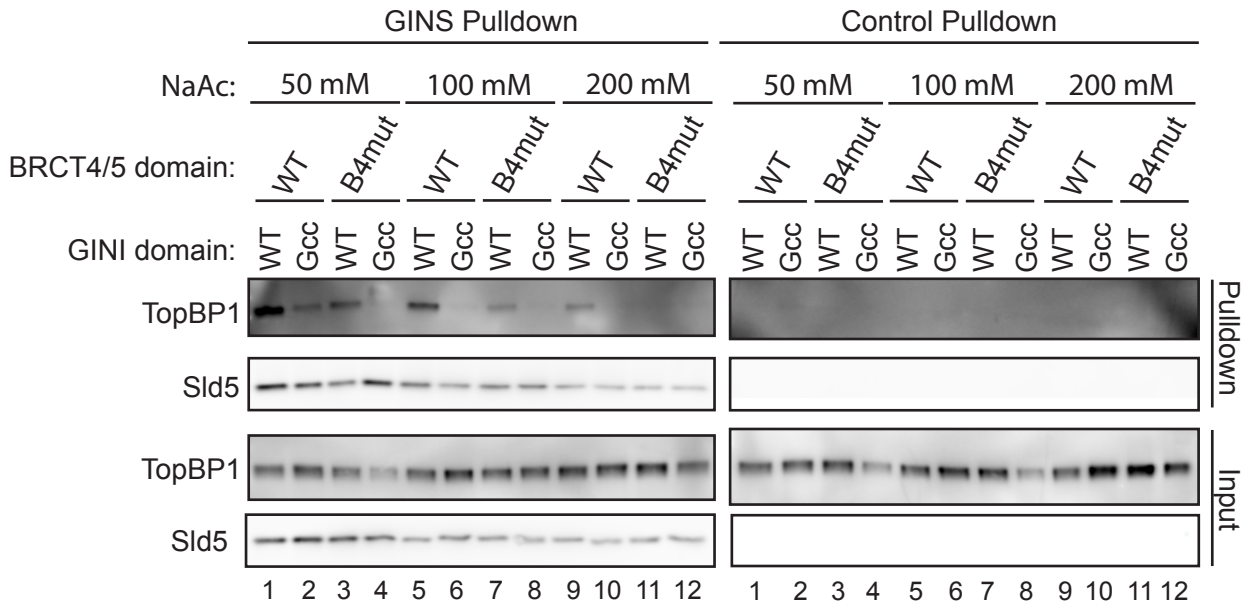 GINS Pulldown Control Pulldown
NaAc: 50 mM 100 mM 200 mM 50 mM 100 mM 200 mM
BRCT4/5 domain: WT B4mut WT B4mut WT B4mut WT B4mut WT B4mut WT B4mut
GINI domain: WT Gcc WT Gcc WT Gcc WT Gcc WT Gcc WT Gcc WT Gcc WT Gcc WT Gcc WT Gcc WT Gcc WT Gcc
TopBP1
Sld5
Pulldown
TopBP1
Sld5
Input
1 2 3 4 5 6 7 8 9 10 11 12 1 2 3 4 5 6 7 8 9 10 11 12